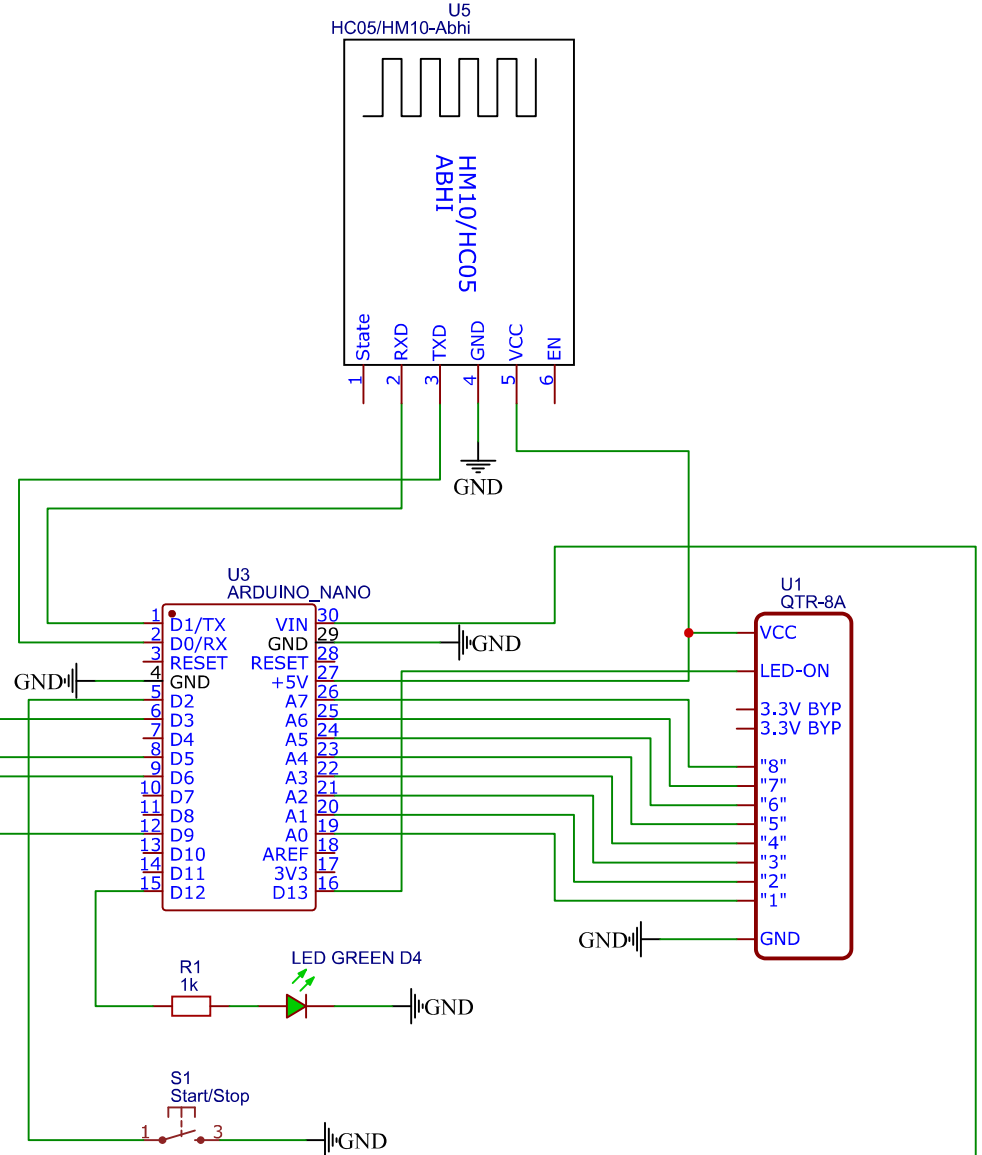 U5
HC05/HM10-Abhi
HM10/HC05
ABHI
State
RXD
TXD
GND
VCC
EN
1
2
3
4
5
6
GND
U3
ARDUINO_NANO
1 D1/TX
2 D0/RX
3 RESET
4 GND
5 D2
6 D3
7 D4
8 D5
9 D6
10 D7
11 D8
12 D9
13 D10
14 D11
15 D12
VIN 30
GND 29
RESET 28
+5V 27
A7 26
A6 25
A5 24
A4 23
A3 22
A2 21
A1 20
A0 19
AREF 18
3V3 17
D13 16
GND
GND
U1
QTR-8A
VCC
LED-ON
3.3V BYP
3.3V BYP
"8"
"7"
"6"
"5"
"4"
"3"
"2"
"1"
GND
GND
R1
1k
LED GREEN D4
GND
S1
Start/Stop
1
3
GND